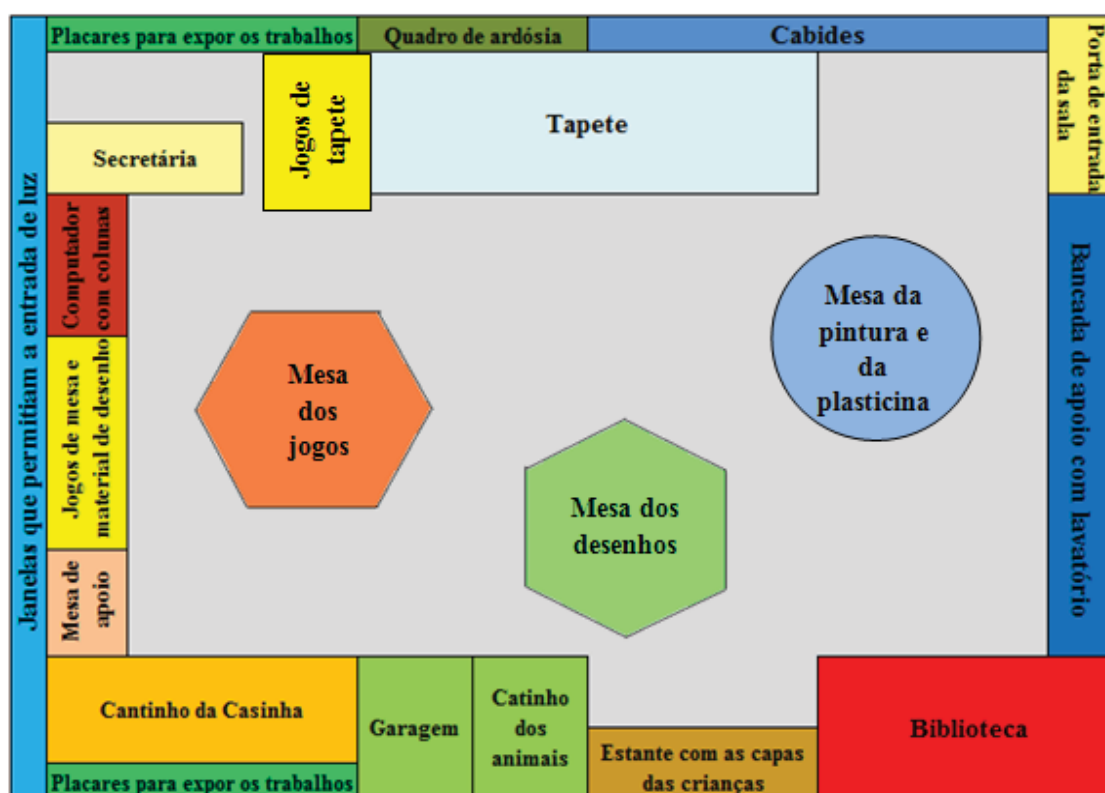 Placares para expor os trabalhos
Quadro de ardósia
Cabides
Porta de entrada
da sala
Janelas que permitiam a entrada de luz
Secretária
Jogos de
tapete
Tapete
Computador
com colunas
Mesa
dos
jogos
Mesa da
pintura e
da
plasticina
Bancada de apoio com lavatório
Jogos de mesa e
material de desenho
Mesa dos
desenhos
Mesa de
apoio
Cantinho da Casinha
Garagem
Catinho
dos
animais
Estante com as capas
das crianças
Biblioteca
Placares para expor os trabalhos